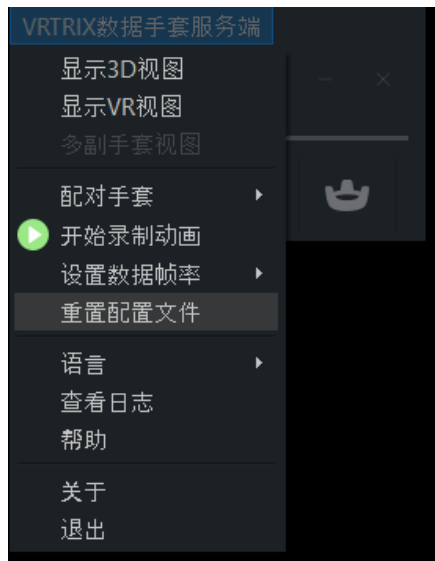 VRTRIX数据手套服务端
显示3D视图
显示VR视图
多副手套视图
配对手套
开始录制动画
设置数据帧率
重置配置文件
语言
查看日志
帮助
关于
退出